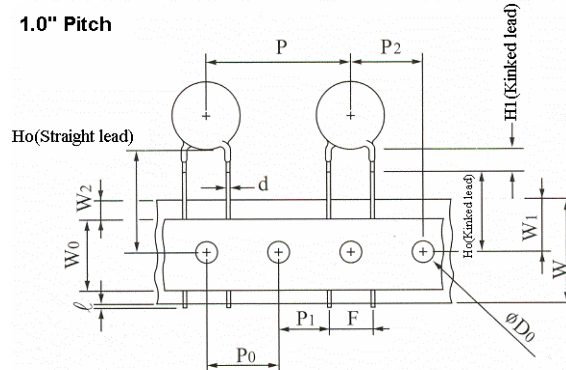 1.0" Pitch
P
P2
H1(Kinked lead)
Ho(Straight lead)
d
W2
Ho(Kinked lead)
W1
W0
W
ℓ
P1
F
øD0
P0